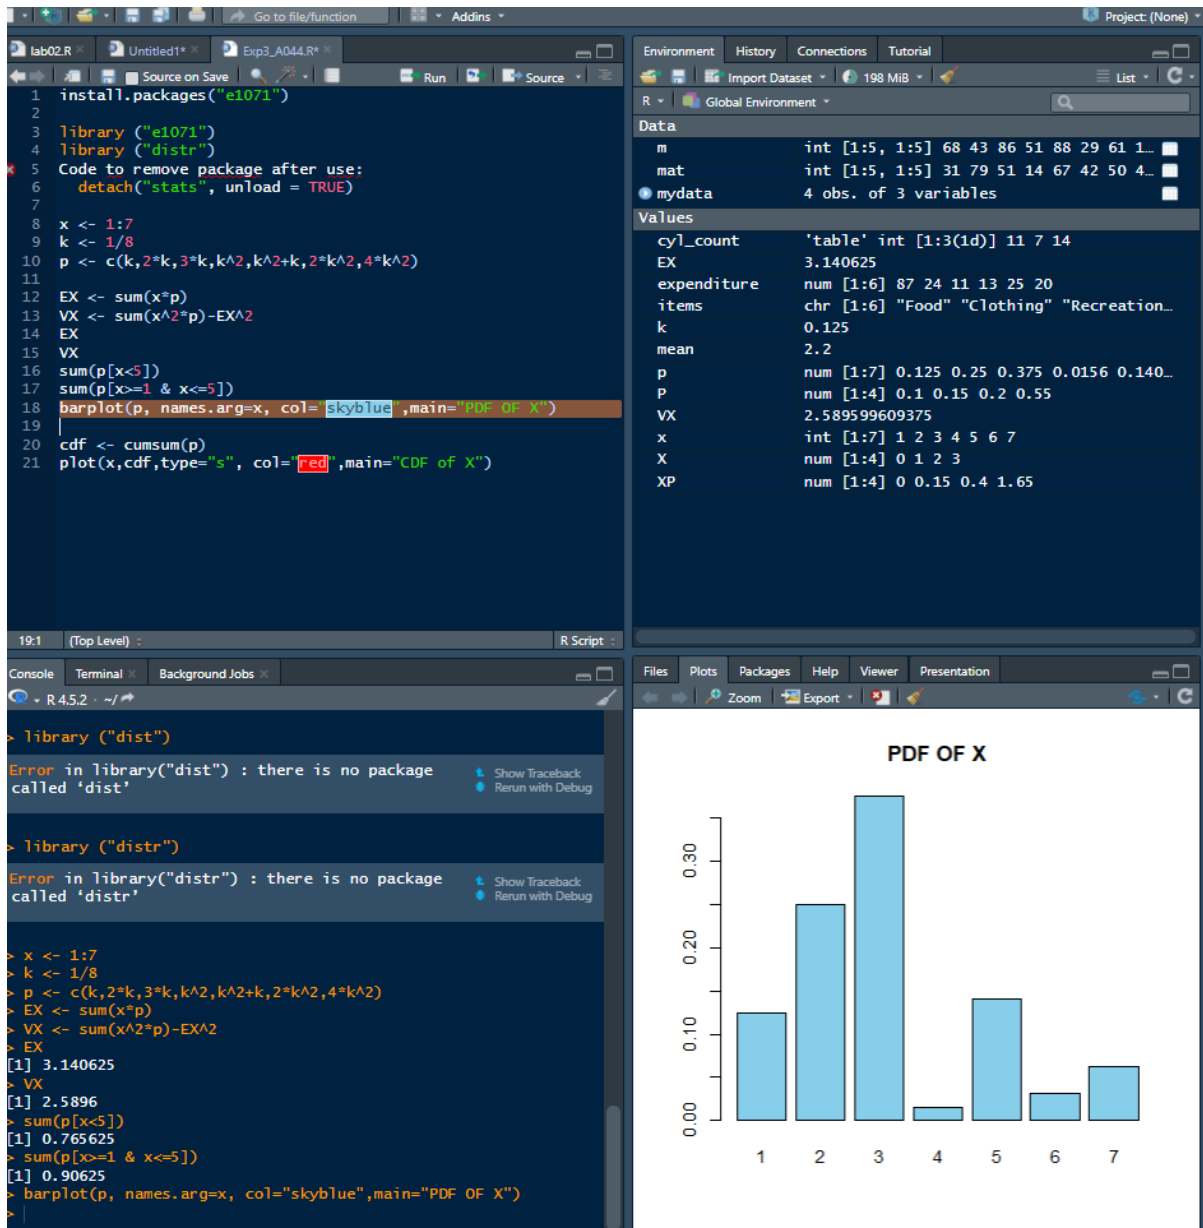 Go to file/function
Addins
Project: (None)
lab02.R
Untitled1*
Exp3_A044.R*
Source on Save
Run
Source
1 install.packages("e1071")
2
3 library ("e1071")
4 library ("distr")
5 Code to remove package after use:
6 detach("stats", unload = TRUE)
7
8 x <- 1:7
9 k <- 1/8
10 p <- c(k,2*k,3*k,k^2,k^2+k,2*k^2,4*k^2)
11
12 EX <- sum(x*p)
13 VX <- sum(x^2*p)-EX^2
14 EX
15 VX
16 sum(p[x<5])
17 sum(p[x>=1 & x<=5])
18 barplot(p, names.arg=x, col="skyblue",main="PDF OF X")
19
20 cdf <- cumsum(p)
21 plot(x,cdf,type="s", col="red",main="CDF of X")
19:1 (Top Level) R Script
Environment History Connections Tutorial
Import Dataset 198 MiB List
R Global Environment
Data
m int [1:5, 1:5] 68 43 86 51 88 29 61 1…
mat int [1:5, 1:5] 31 79 51 14 67 42 50 4…
mydata 4 obs. of 3 variables
Values
cyl_count 'table' int [1:3(1d)] 11 7 14
EX 3.140625
expenditure num [1:6] 87 24 11 13 25 20
items chr [1:6] "Food" "Clothing" "Recreation…
k 0.125
mean 2.2
p num [1:7] 0.125 0.25 0.375 0.0156 0.140…
P num [1:4] 0.1 0.15 0.2 0.55
VX 2.589599609375
x int [1:7] 1 2 3 4 5 6 7
X num [1:4] 0 1 2 3
XP num [1:4] 0 0.15 0.4 1.65
Console Terminal Background Jobs
R 4.5.2 · ~/
> library ("dist")
Error in library("dist") : there is no package
called ‘dist’
Show Traceback
Rerun with Debug
> library ("distr")
Error in library("distr") : there is no package
called ‘distr’
Show Traceback
Rerun with Debug
> x <- 1:7
> k <- 1/8
> p <- c(k,2*k,3*k,k^2,k^2+k,2*k^2,4*k^2)
> EX <- sum(x*p)
> VX <- sum(x^2*p)-EX^2
> EX
[1] 3.140625
> VX
[1] 2.5896
> sum(p[x<5])
[1] 0.765625
> sum(p[x>=1 & x<=5])
[1] 0.90625
> barplot(p, names.arg=x, col="skyblue",main="PDF OF X")
>
Files Plots Packages Help Viewer Presentation
Zoom Export
PDF OF X
0.30
0.20
0.10
0.00
1 2 3 4 5 6 7